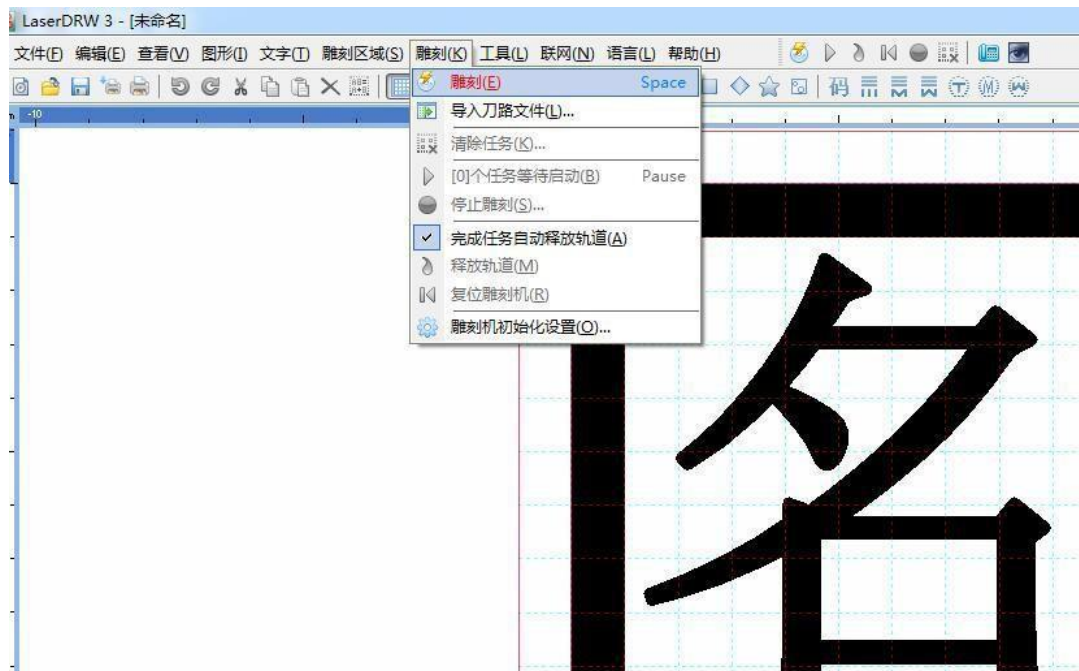 LaserDRW 3 - [未命名]
文件(F) 编辑(E) 查看(V) 图形(I) 文字(T) 雕刻区域(S) 雕刻(K) 工具(L) 联网(N) 语言(L) 帮助(H)
码
-10
雕刻(E) Space
导入刀路文件(L)...
清除任务(K)...
[0]个任务等待启动(B) Pause
停止雕刻(S)...
完成任务自动释放轨道(A)
释放轨道(M)
复位雕刻机(R)
雕刻机初始化设置(O)...
名